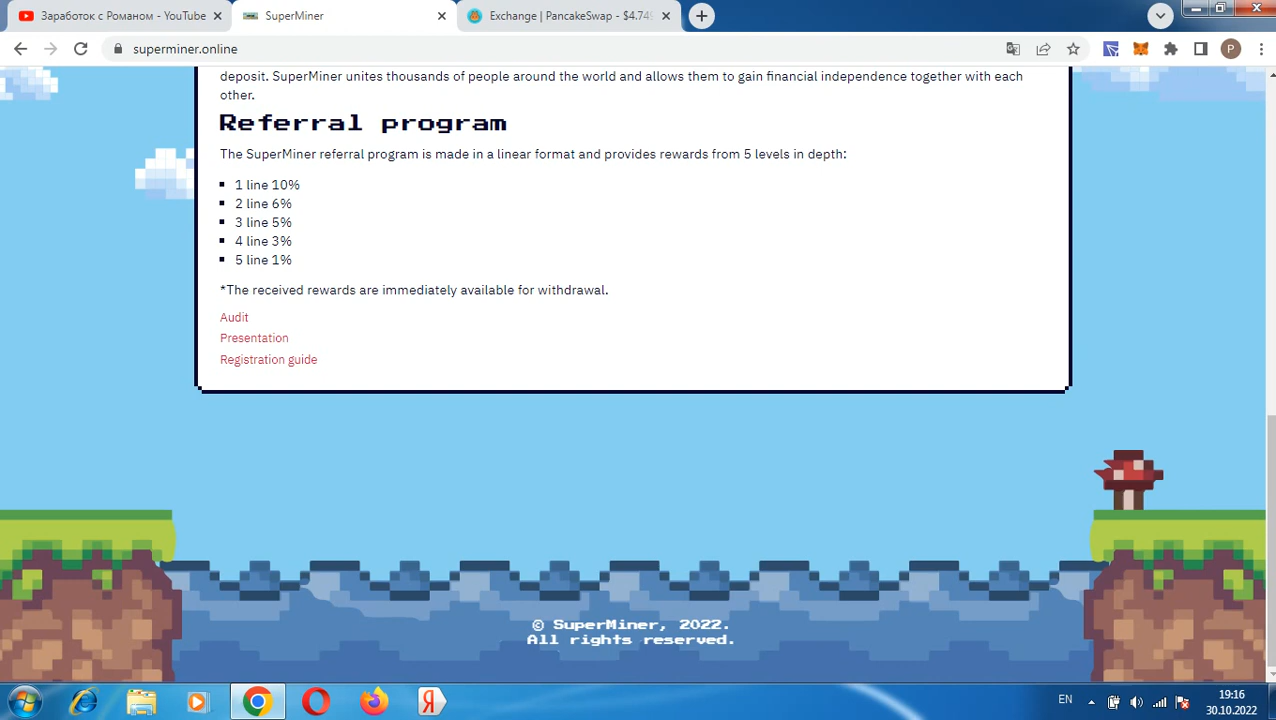 Заработок с Романом - YouTube
SuperMiner
Exchange | PancakeSwap - $4.74
superminer.online
P
deposit. SuperMiner unites thousands of people around the world and allows them to gain financial independence together with each
other.
Referral program
The SuperMiner referral program is made in a linear format and provides rewards from 5 levels in depth:
1 line 10%
2 line 6%
3 line 5%
4 line 3%
5 line 1%
*The received rewards are immediately available for withdrawal.
Audit
Presentation
Registration guide
© SuperMiner, 2022.
All rights reserved.
Я
EN
19:16
30.10.2022